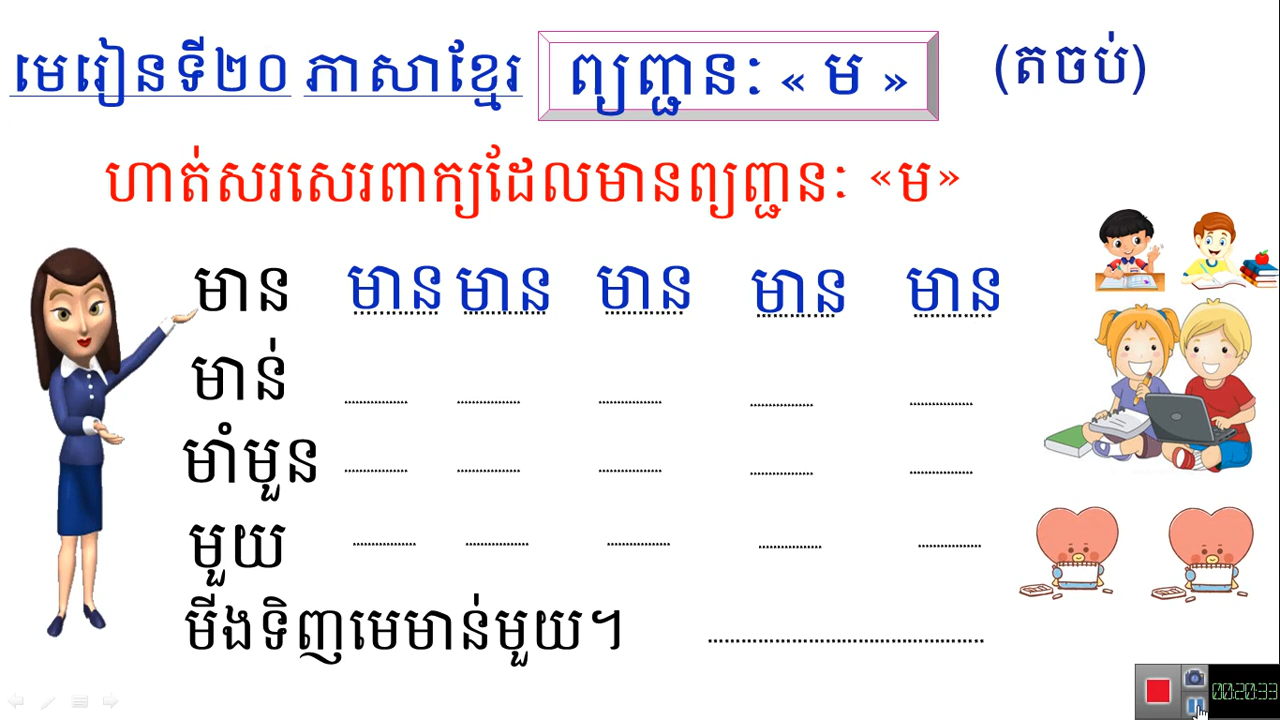 មេរៀនទី២០ ភាសាខ្មែរ ព្យញ្ជនៈ « ម » (តចប់)
ហាត់សរសេរពាក្យដែលមានព្យញ្ជនៈ «ម»
មាន មាន មាន មាន មាន មាន
មាន់
មាំមួន
មួយ
មីងទិញមេមាន់មួយ។
00:20:33